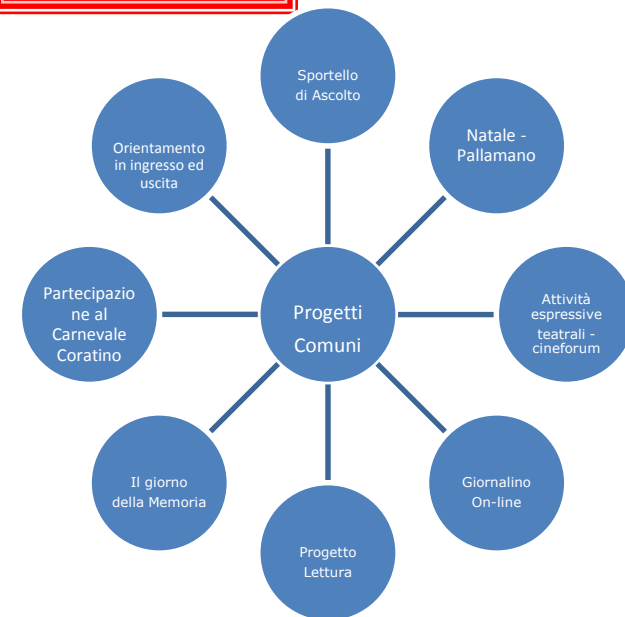 Sportello
di Ascolto
Natale -
Pallamano
Attività
espressive
teatrali -
cineforum
Giornalino
On-line
Progetto
Lettura
Il giorno
della Memoria
Partecipazio
ne al
Carnevale
Coratino
Orientamento
in ingresso ed
uscita
Progetti
Comuni